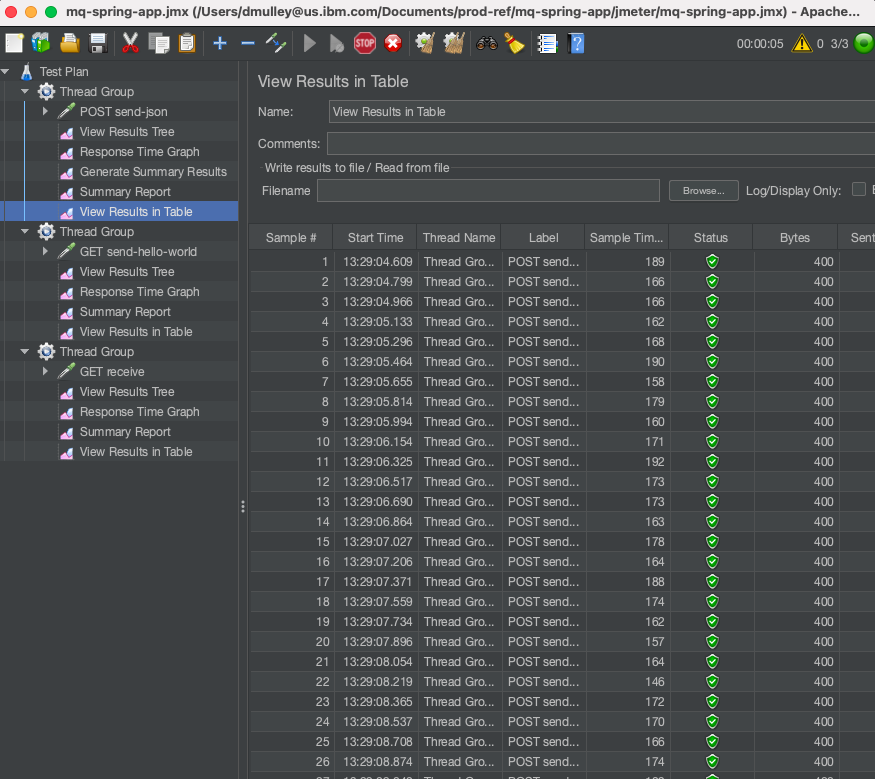 mq-spring-app.jmx (/Users/dmulley@us.ibm.com/Documents/prod-ref/mq-spring-app/jmeter/mq-spring-app.jmx) - Apache...
STOP 00:00:05 0 3/3
Test Plan
Thread Group
POST send-json
View Results Tree
Response Time Graph
Generate Summary Results
Summary Report
View Results in Table
Thread Group
GET send-hello-world
View Results Tree
Response Time Graph
Summary Report
View Results in Table
Thread Group
GET receive
View Results Tree
Response Time Graph
Summary Report
View Results in Table
View Results in Table
Name: View Results in Table
Comments:
Write results to file / Read from file
Filename Browse... Log/Display Only: E
Sample # Start Time Thread Name Label Sample Tim... Status Bytes Sent
1 13:29:04.609 Thread Gro... POST send... 189 400
2 13:29:04.799 Thread Gro... POST send... 166 400
3 13:29:04.966 Thread Gro... POST send... 166 400
4 13:29:05.133 Thread Gro... POST send... 162 400
5 13:29:05.296 Thread Gro... POST send... 168 400
6 13:29:05.464 Thread Gro... POST send... 190 400
7 13:29:05.655 Thread Gro... POST send... 158 400
8 13:29:05.814 Thread Gro... POST send... 179 400
9 13:29:05.994 Thread Gro... POST send... 160 400
10 13:29:06.154 Thread Gro... POST send... 171 400
11 13:29:06.325 Thread Gro... POST send... 192 400
12 13:29:06.517 Thread Gro... POST send... 173 400
13 13:29:06.690 Thread Gro... POST send... 173 400
14 13:29:06.864 Thread Gro... POST send... 163 400
15 13:29:07.027 Thread Gro... POST send... 178 400
16 13:29:07.206 Thread Gro... POST send... 164 400
17 13:29:07.371 Thread Gro... POST send... 188 400
18 13:29:07.559 Thread Gro... POST send... 174 400
19 13:29:07.734 Thread Gro... POST send... 162 400
20 13:29:07.896 Thread Gro... POST send... 157 400
21 13:29:08.054 Thread Gro... POST send... 164 400
22 13:29:08.219 Thread Gro... POST send... 146 400
23 13:29:08.365 Thread Gro... POST send... 172 400
24 13:29:08.537 Thread Gro... POST send... 170 400
25 13:29:08.708 Thread Gro... POST send... 166 400
26 13:29:08.874 Thread Gro... POST send... 174 400